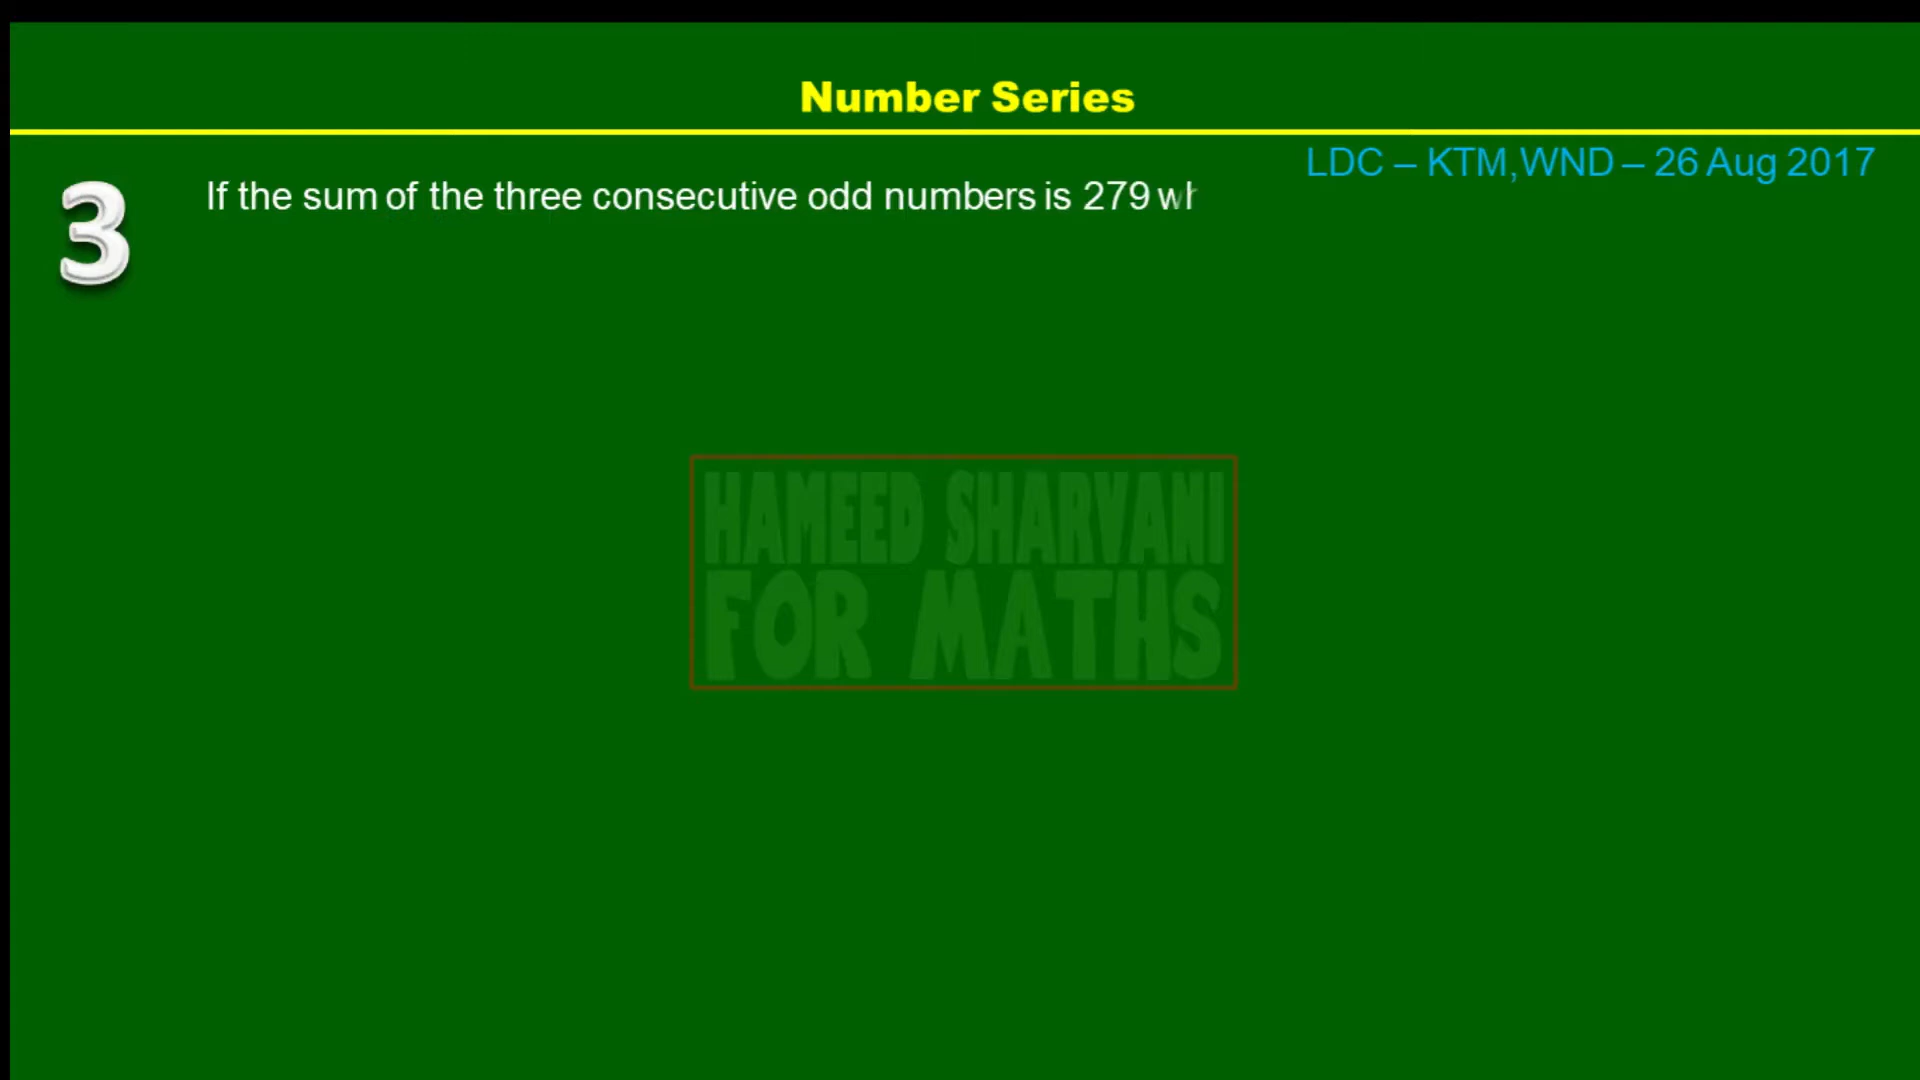 Number Series
LDC – KTM,WND – 26 Aug 2017
3
If the sum of the three consecutive odd numbers is 279
HAMEED SHARVANI
FOR MATHS